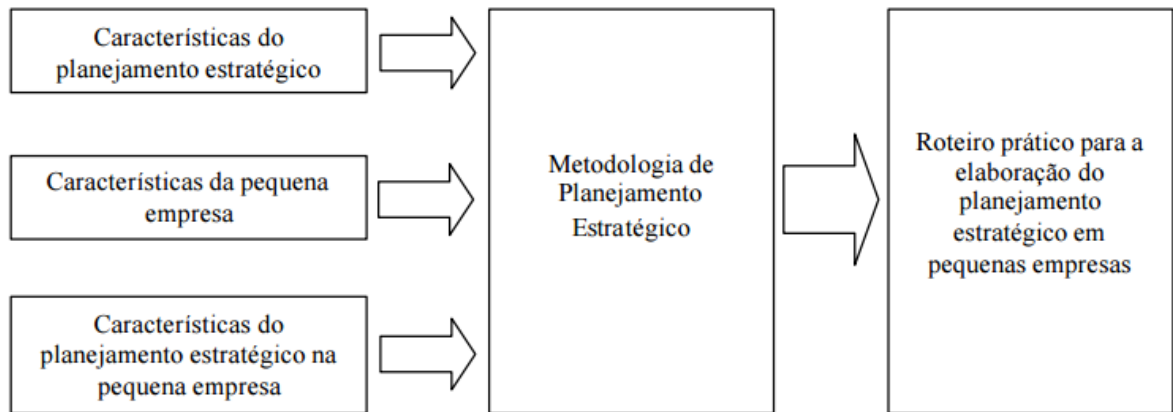 Características do
planejamento estratégico
Características da pequena
empresa
Características do
planejamento estratégico na
pequena empresa
Metodologia de
Planejamento
Estratégico
Roteiro prático para a
elaboração do
planejamento
estratégico em
pequenas empresas